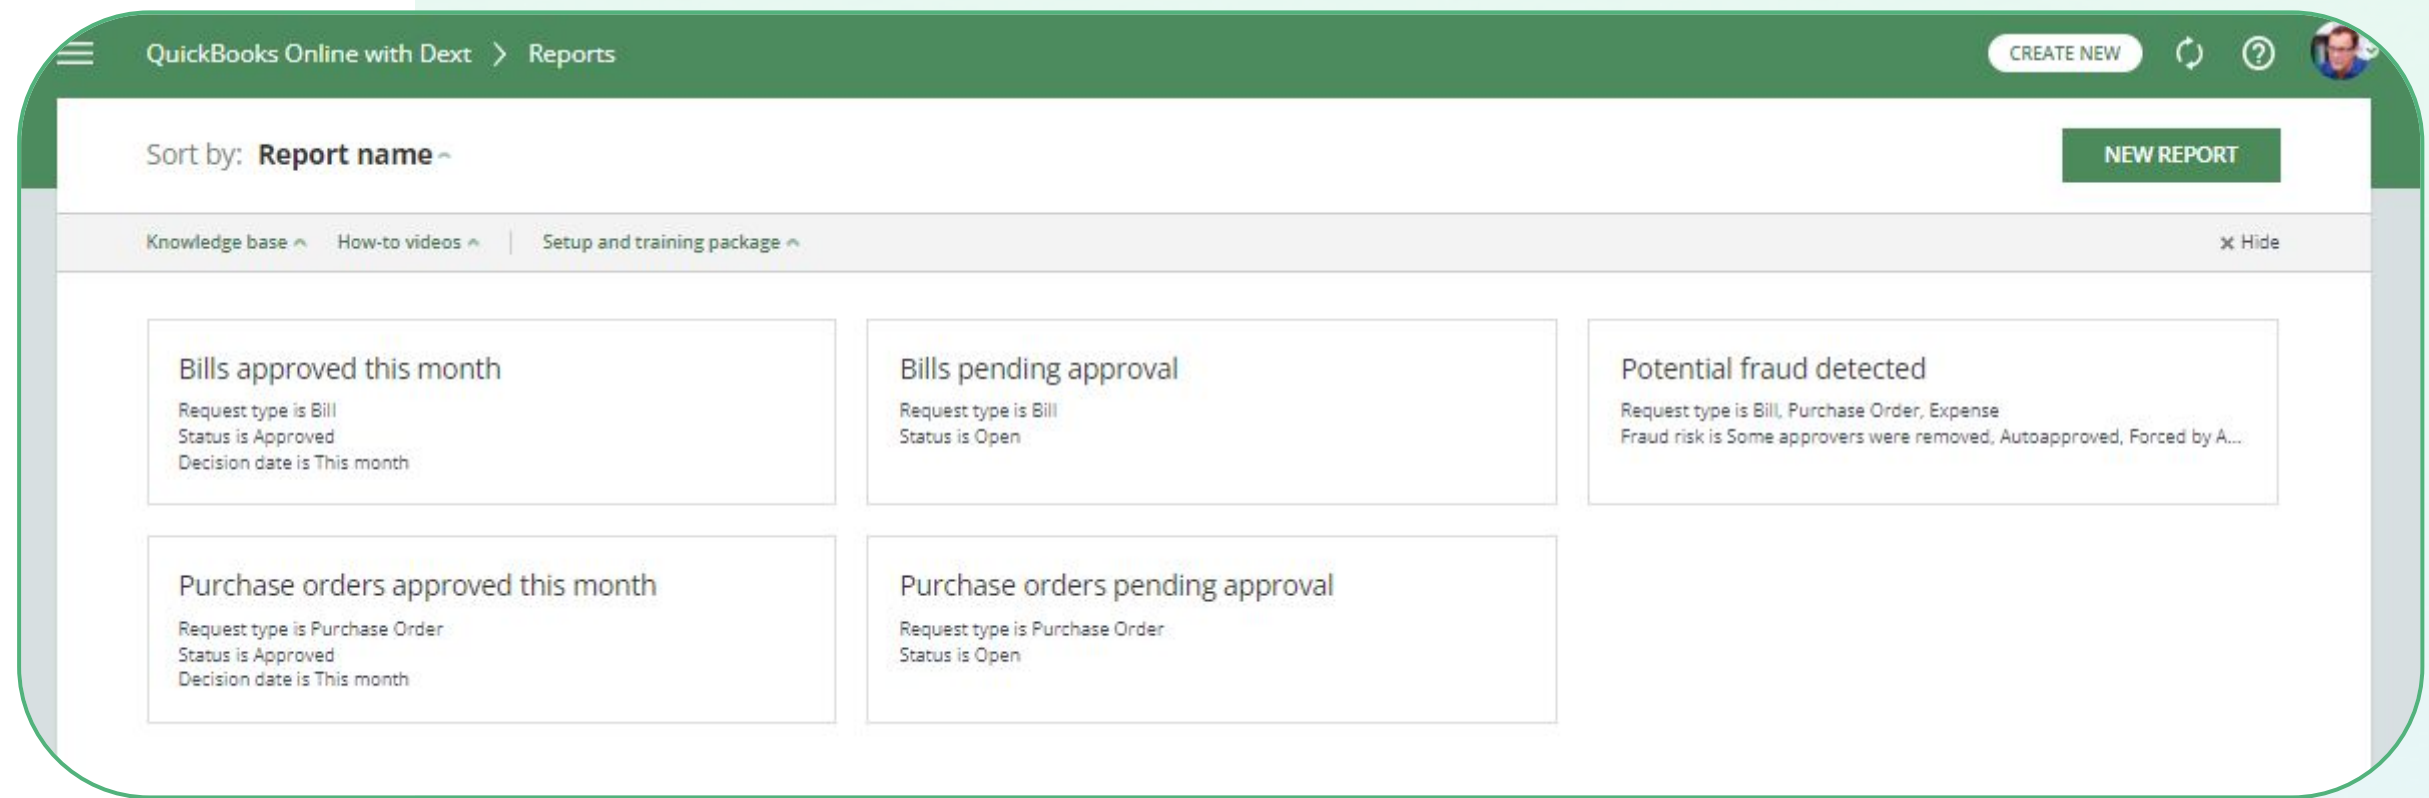 QuickBooks Online with Dext > Reports
CREATE NEW
Sort by: Report name
NEW REPORT
Knowledge base How-to videos | Setup and training package
× Hide
Bills approved this month
Request type is Bill
Status is Approved
Decision date is This month
Bills pending approval
Request type is Bill
Status is Open
Potential fraud detected
Request type is Bill, Purchase Order, Expense
Fraud risk is Some approvers were removed, Autoapproved, Forced by A...
Purchase orders approved this month
Request type is Purchase Order
Status is Approved
Decision date is This month
Purchase orders pending approval
Request type is Purchase Order
Status is Open